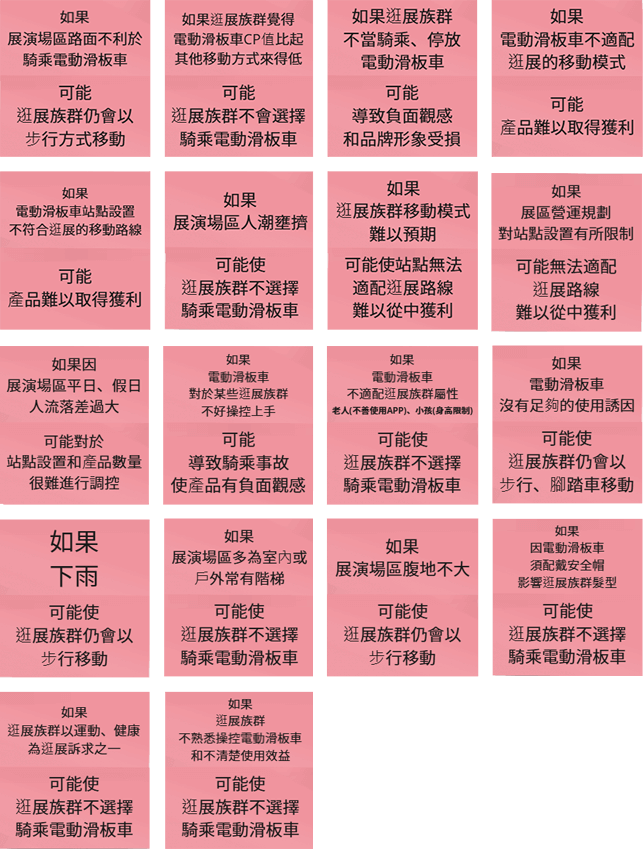 如果
展演場區路面不利於
騎乘電動滑板車
可能
逛展族群仍會以
步行方式移動
如果逛展族群覺得
電動滑板車CP值比起
其他移動方式來得低
可能
逛展族群不會選擇
騎乘電動滑板車
如果逛展族群
不當騎乘、停放
電動滑板車
可能
導致負面觀感
和品牌形象受損
如果
電動滑板車不適配
逛展的移動模式
可能
產品難以取得獲利
如果
電動滑板車站點設置
不符合逛展的移動路線
可能
產品難以取得獲利
如果
展演場區人潮壅擠
可能使
逛展族群不選擇
騎乘電動滑板車
如果
逛展族群移動模式
難以預期
可能使站點無法
適配逛展路線
難以從中獲利
如果
展區營運規劃
對站點設置有所限制
可能無法適配
逛展路線
難以從中獲利
如果因
展演場區平日、假日
人流落差過大
可能對於
站點設置和產品數量
很難進行調控
如果
電動滑板車
對於某些逛展族群
不好操控上手
可能
導致騎乘事故
使產品有負面觀感
如果
電動滑板車
不適配逛展族群屬性
老人(不善使用APP)、小孩(身高限制)
可能使
逛展族群不選擇
騎乘電動滑板車
如果
電動滑板車
沒有足夠的使用誘因
可能使
逛展族群仍會以
步行、腳踏車移動
如果
下雨
可能使
逛展族群仍會以
步行移動
如果
展演場區多為室內或
戶外常有階梯
可能使
逛展族群不選擇
騎乘電動滑板車
如果
展演場區腹地不大
可能使
逛展族群仍會以
步行移動
如果
因電動滑板車
須配戴安全帽
影響逛展族群髮型
可能使
逛展族群不選擇
騎乘電動滑板車
如果
逛展族群以運動、健康
為逛展訴求之一
可能使
逛展族群不選擇
騎乘電動滑板車
如果
逛展族群
不熟悉操控電動滑板車
和不清楚使用效益
可能使
逛展族群不選擇
騎乘電動滑板車